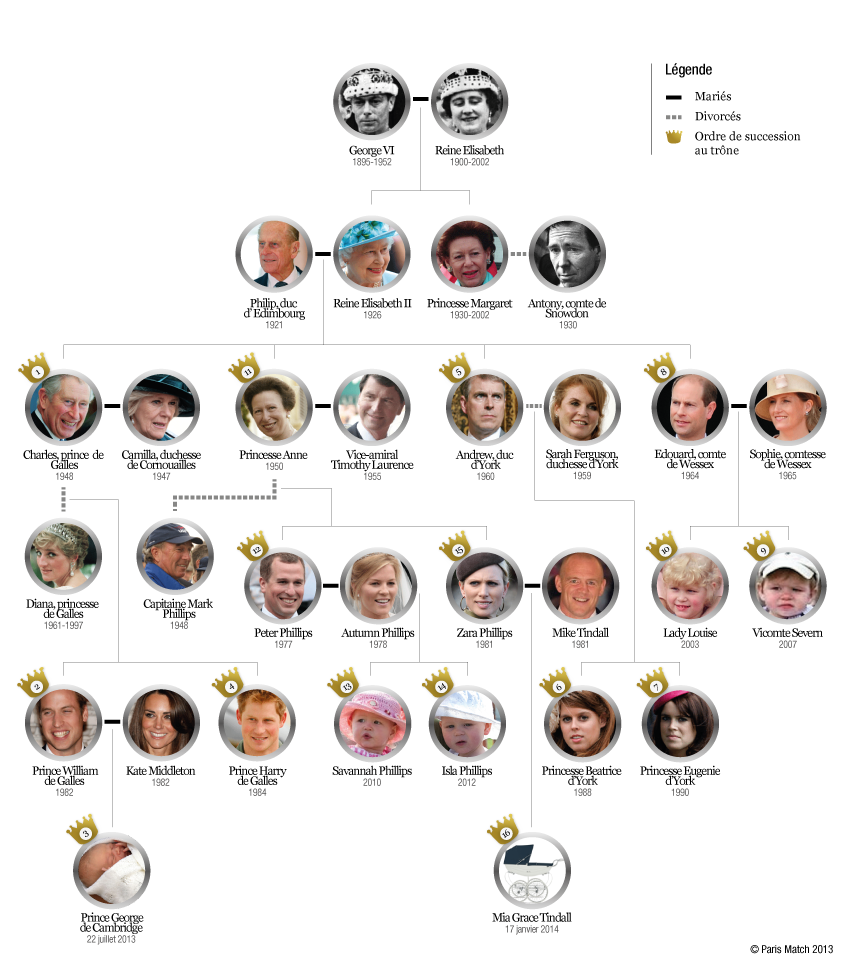 Légende
Mariés
Divorcés
Ordre de succession
au trône
George VI
1895-1952
Reine Elisabeth
1900-2002
Philip, duc
d'Edimbourg
1921
Reine Elisabeth II
1926
Princesse Margaret
1930-2002
Antony, comte de
Snowdon
1930
1
11
5
8
Charles, prince de
Galles
1948
Camilla, duchesse
de Cornouailles
1947
Princesse Anne
1950
Vice-amiral
Timothy Laurence
1955
Andrew, duc
d'York
1960
Sarah Ferguson,
duchesse d'York
1959
Edouard, comte
de Wessex
1964
Sophie, comtesse
de Wessex
1965
12
15
10
9
Diana, princesse
de Galles
1961-1997
Capitaine Mark
Phillips
1948
Peter Phillips
1977
Autumn Phillips
1978
Zara Phillips
1981
Mike Tindall
1981
Lady Louise
2003
Vicomte Severn
2007
2
4
13
14
6
7
Prince William
de Galles
1982
Kate Middleton
1982
Prince Harry
de Galles
1984
Savannah Phillips
2010
Isla Phillips
2012
Princesse Beatrice
d'York
1988
Princesse Eugenie
d'York
1990
3
16
Prince George
de Cambridge
22 juillet 2013
Mia Grace Tindall
17 janvier 2014
© Paris Match 2013